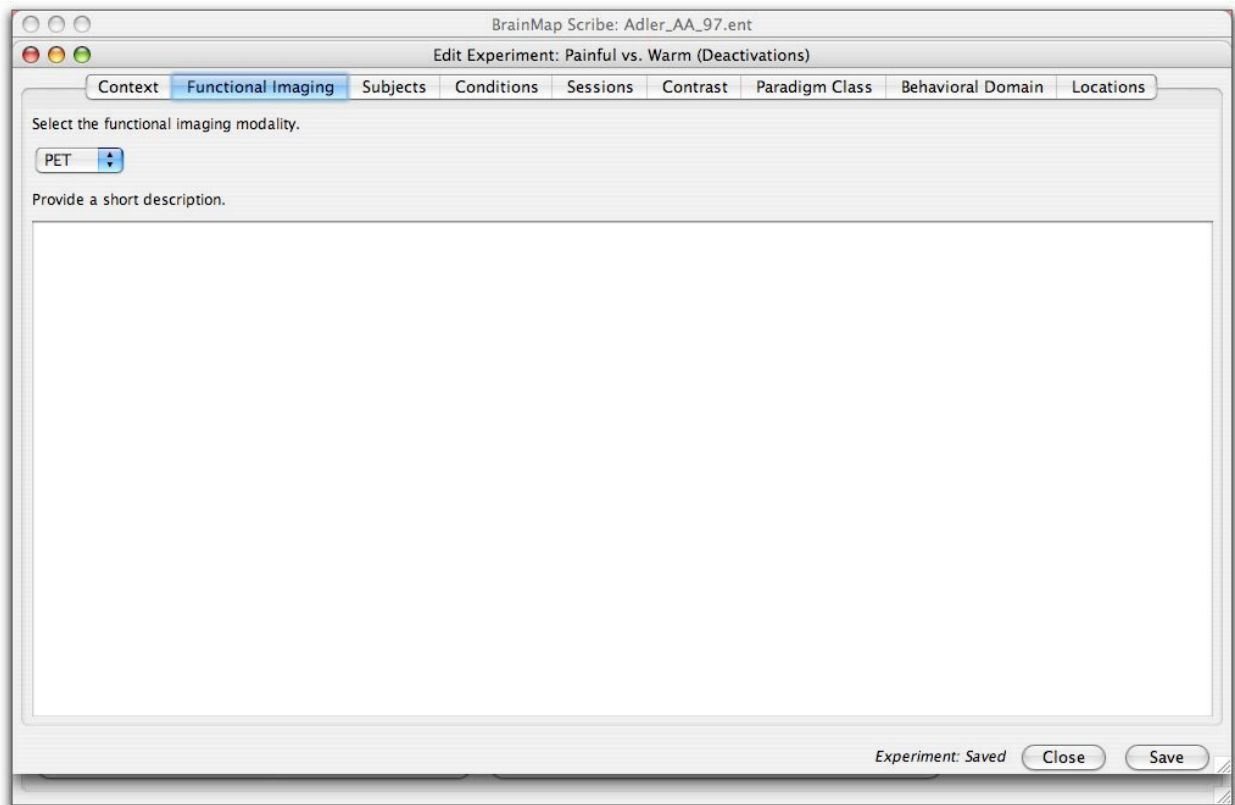 BrainMap Scribe: Adler_AA_97.ent
Edit Experiment: Painful vs. Warm (Deactivations)
Context Functional Imaging Subjects Conditions Sessions Contrast Paradigm Class Behavioral Domain Locations
Select the functional imaging modality.
PET
Provide a short description.
Experiment: Saved Close Save